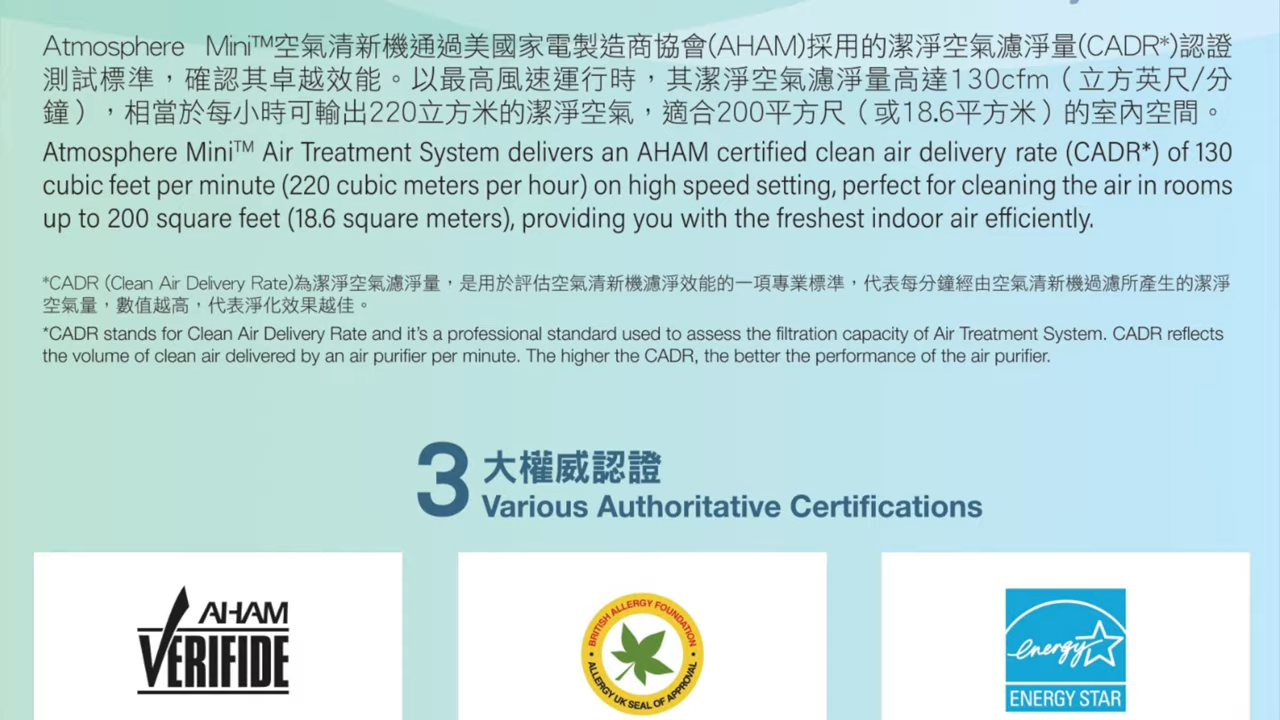 Atmosphere Mini™空氣清新機通過美國家電製造商協會(AHAM)採用的潔淨空氣濾淨量(CADR*)認證
測試標準，確認其卓越效能。以最高風速運行時，其潔淨空氣濾淨量高達130cfm（立方英尺/分
鐘），相當於每小時可輸出220立方米的潔淨空氣，適合200平方尺（或18.6平方米）的室內空間。
Atmosphere Mini™ Air Treatment System delivers an AHAM certified clean air delivery rate (CADR*) of 130
cubic feet per minute (220 cubic meters per hour) on high speed setting, perfect for cleaning the air in rooms
up to 200 square feet (18.6 square meters), providing you with the freshest indoor air efficiently.
*CADR (Clean Air Delivery Rate)為潔淨空氣濾淨量，是用於評估空氣清新機濾淨效能的一項專業標準，代表每分鐘經由空氣清新機過濾所產生的潔淨
空氣量，數值越高，代表淨化效果越佳。
*CADR stands for Clean Air Delivery Rate and it's a professional standard used to assess the filtration capacity of Air Treatment System. CADR reflects
the volume of clean air delivered by an air purifier per minute. The higher the CADR, the better the performance of the air purifier.
3大權威認證
Various Authoritative Certifications
AHAM
VERIFIDE
BRITISH ALLERGY FOUNDATION
ALLERGY UK SEAL OF APPROVAL
energy
ENERGY STAR